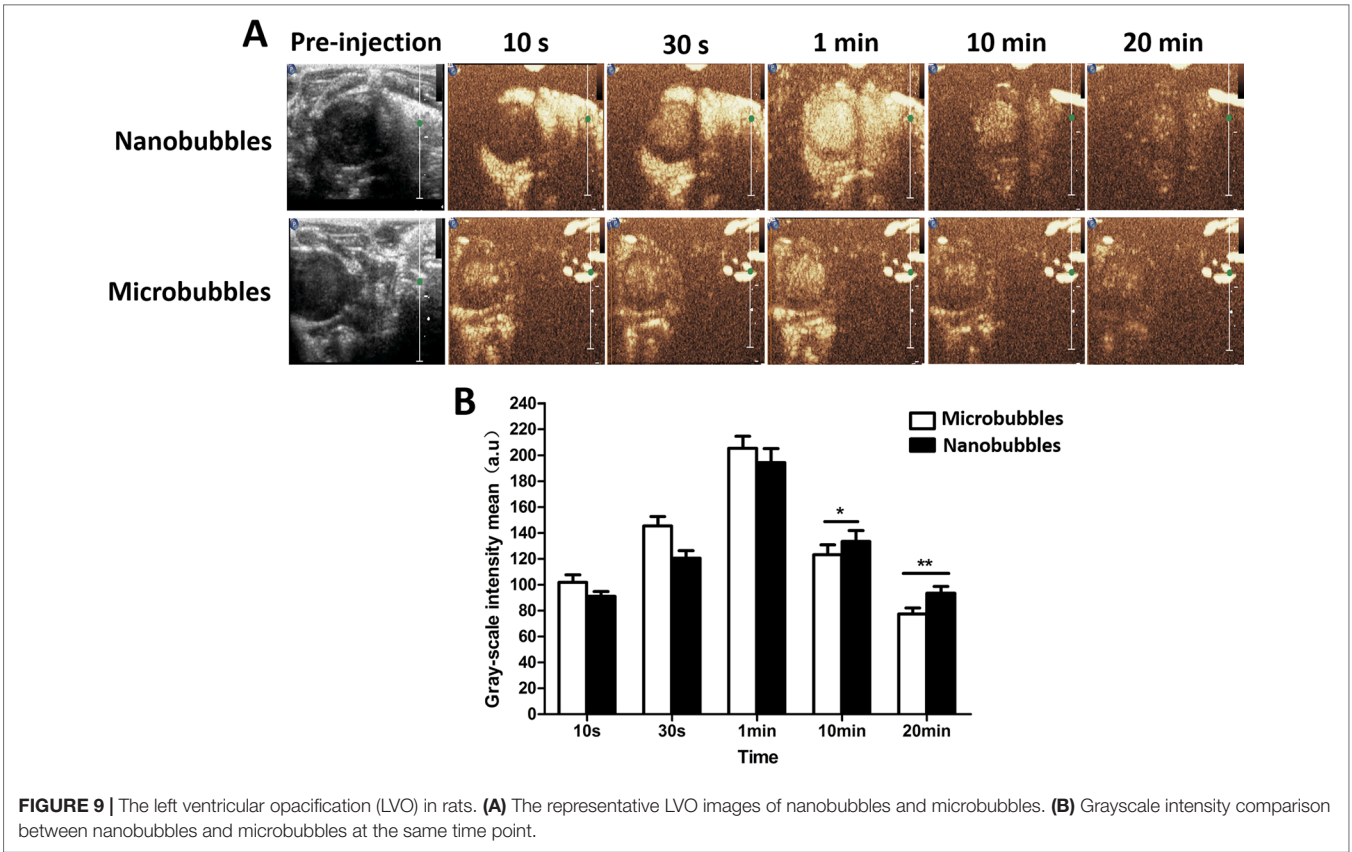 A
Pre-injection 10 s 30 s 1 min 10 min 20 min
Nanobubbles
Microbubbles
B
Gray-scale intensity mean（a.u）
240
220
200
180
160
140
120
100
80
60
40
20
0
Microbubbles
Nanobubbles
*
**
10s 30s 1min 10min 20min
Time
FIGURE 9 | The left ventricular opacification (LVO) in rats. (A) The representative LVO images of nanobubbles and microbubbles. (B) Grayscale intensity comparison
between nanobubbles and microbubbles at the same time point.